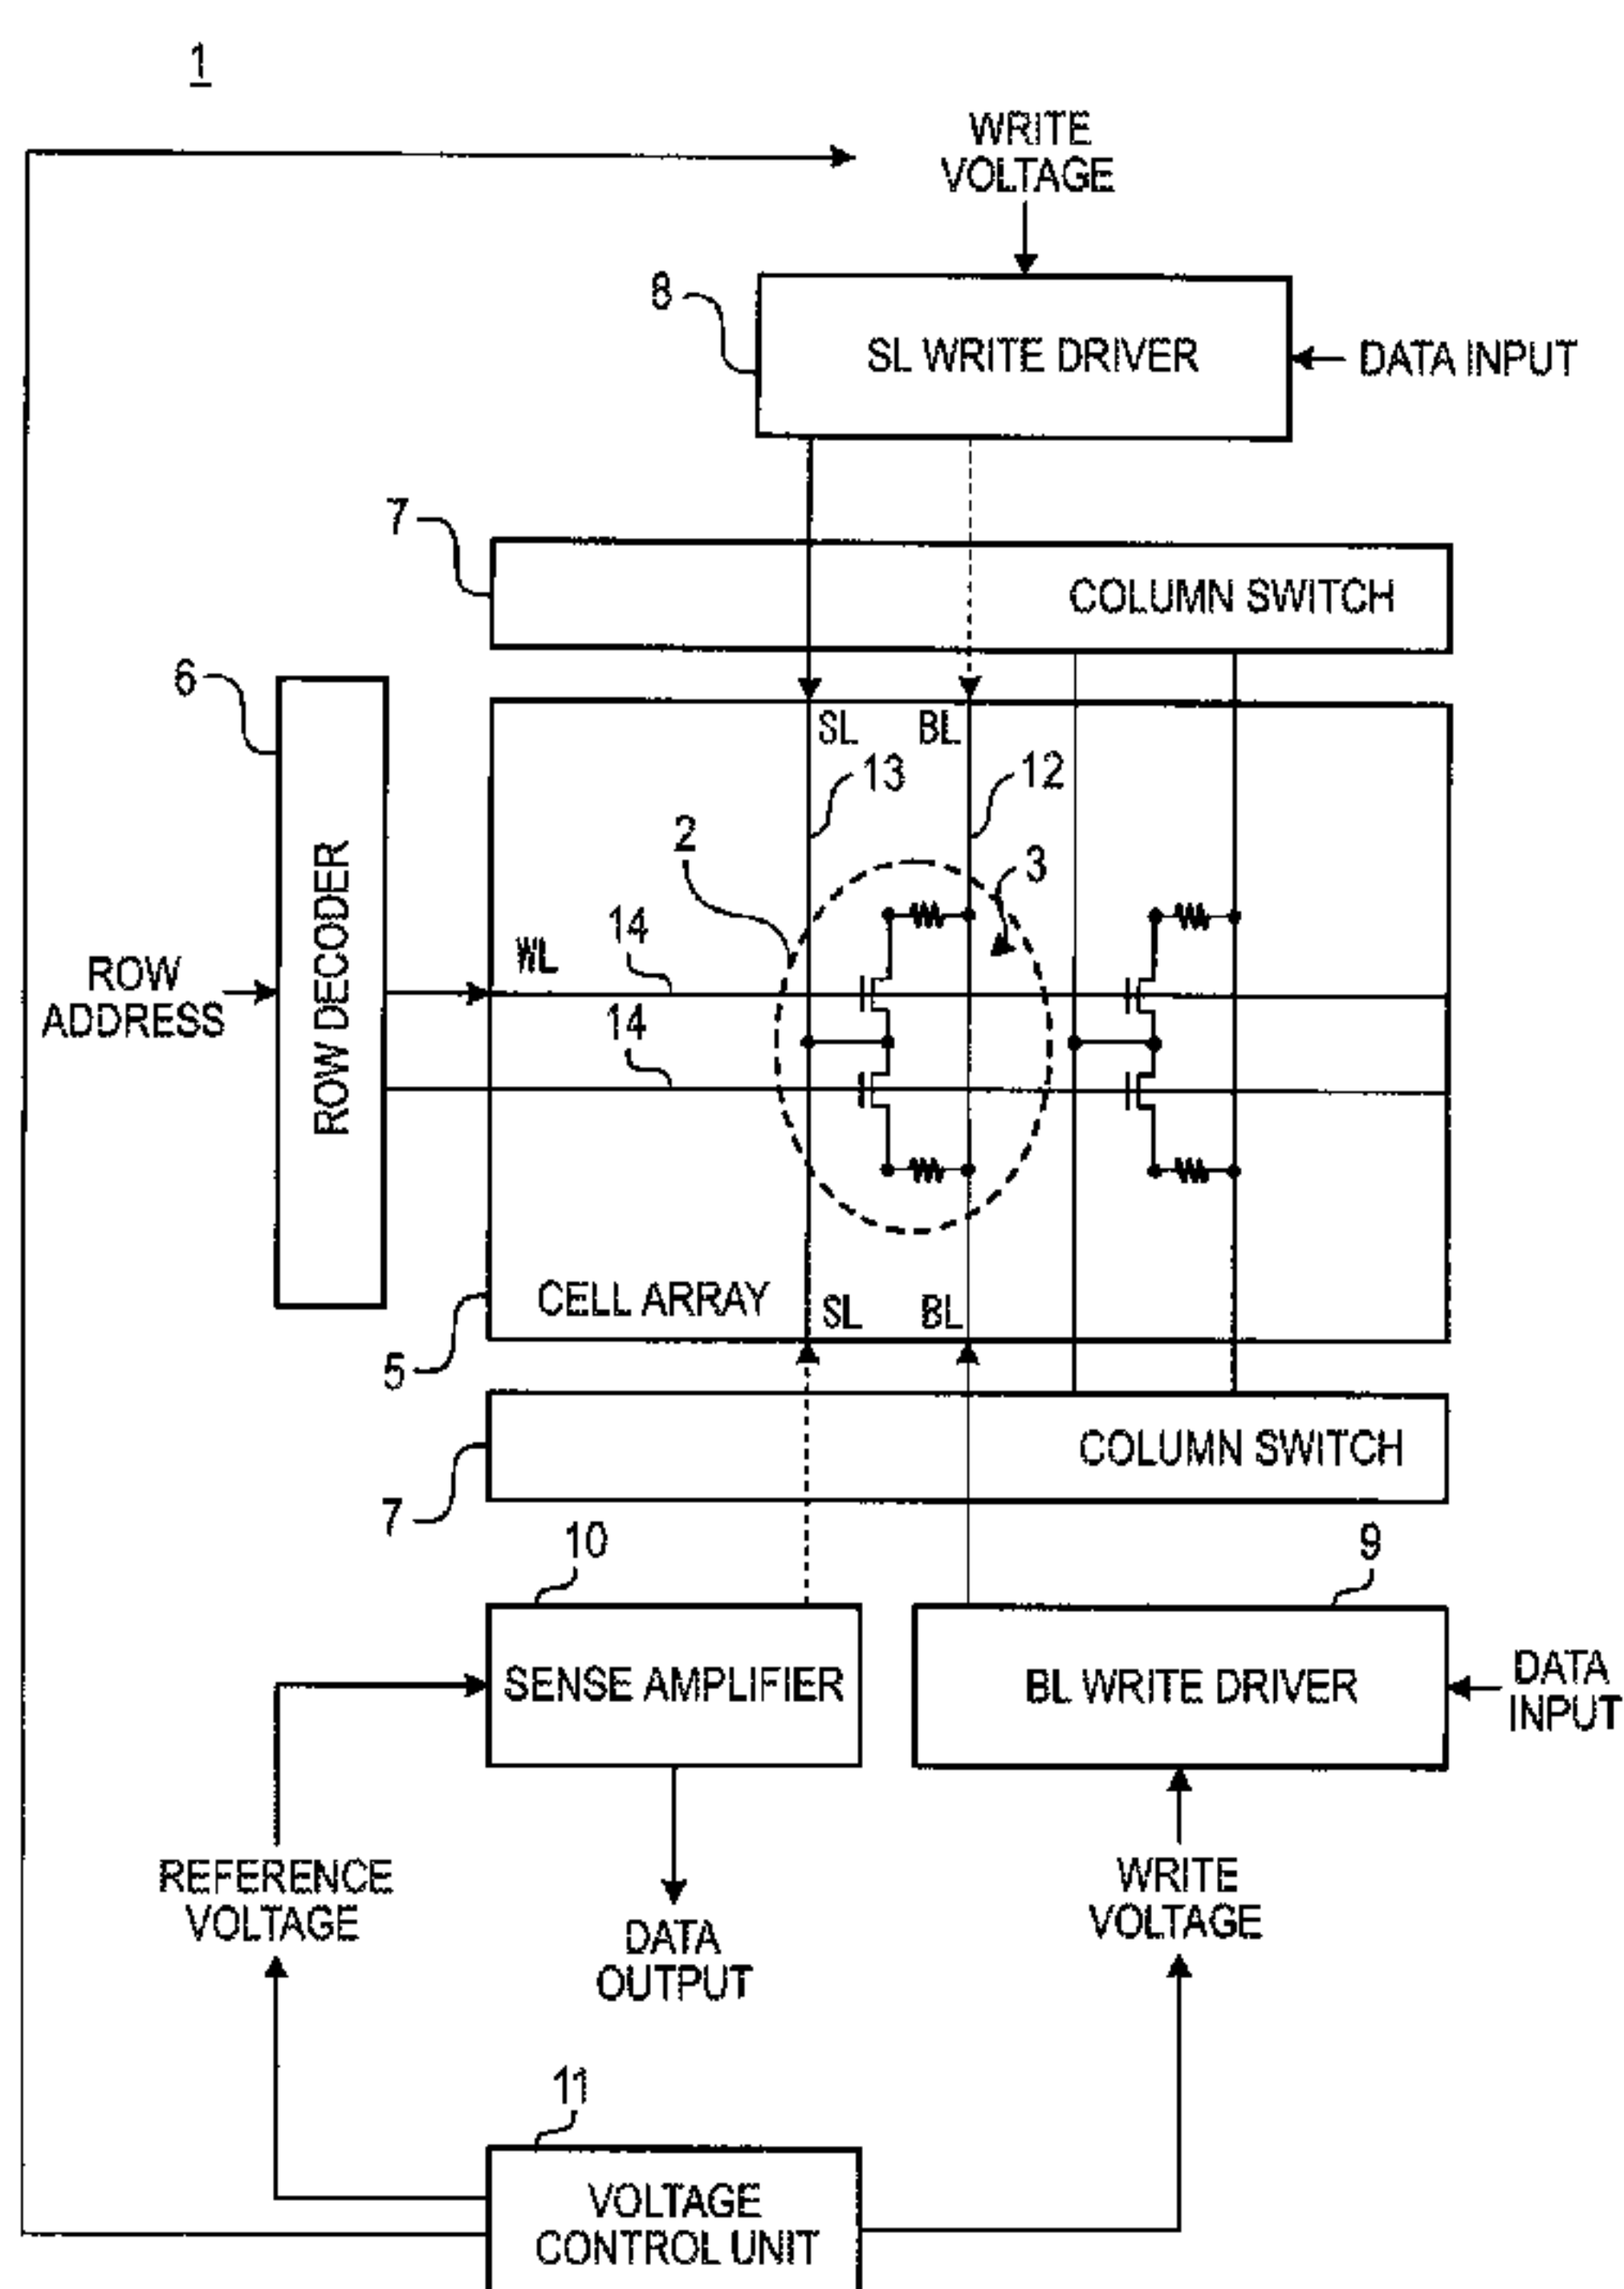 1
WRITE
VOLTAGE
8
SL WRITE DRIVER
DATA INPUT
7
COLUMN SWITCH
6
SL
BL
13
12
2
3
ROW DECODER
ROW
ADDRESS
WL
14
14
CELL ARRAY
SL
BL
5
COLUMN SWITCH
7
10
9
SENSE AMPLIFIER
BL WRITE DRIVER
DATA
INPUT
REFERENCE
VOLTAGE
DATA
OUTPUT
WRITE
VOLTAGE
11
VOLTAGE
CONTROL UNIT